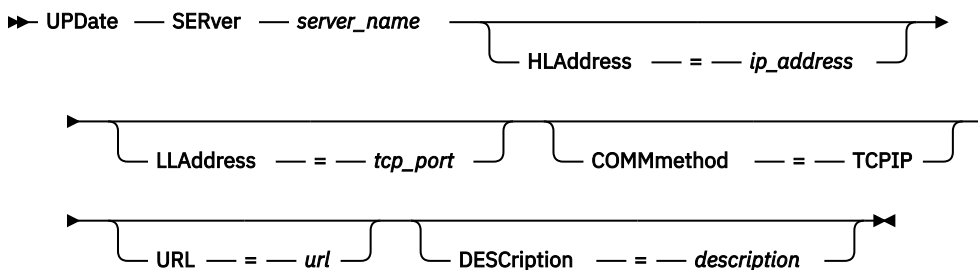 UPDate SERver server_name
HLAddress = ip_address
LLAddress = tcp_port COMMmethod = TCPIP
URL = url DESCription = description